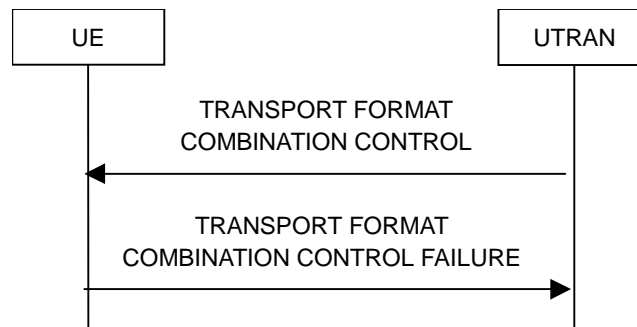 UE
UTRAN
TRANSPORT FORMAT
COMBINATION CONTROL
TRANSPORT FORMAT
COMBINATION CONTROL FAILURE